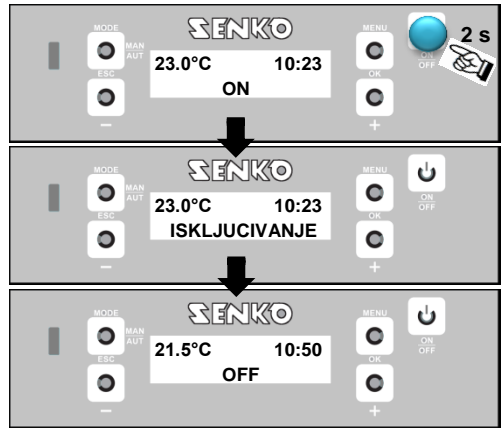 MODE SENKO MENU 2 s
MAN
AUT
23.0°C 10:23
ON
ON
OFF
ESC OK
− +
MODE SENKO MENU
MAN
AUT
23.0°C 10:23
ISKLJUCIVANJE
ON
OFF
ESC OK
− +
MODE SENKO MENU
MAN
AUT
21.5°C 10:50
OFF
ON
OFF
ESC OK
− +